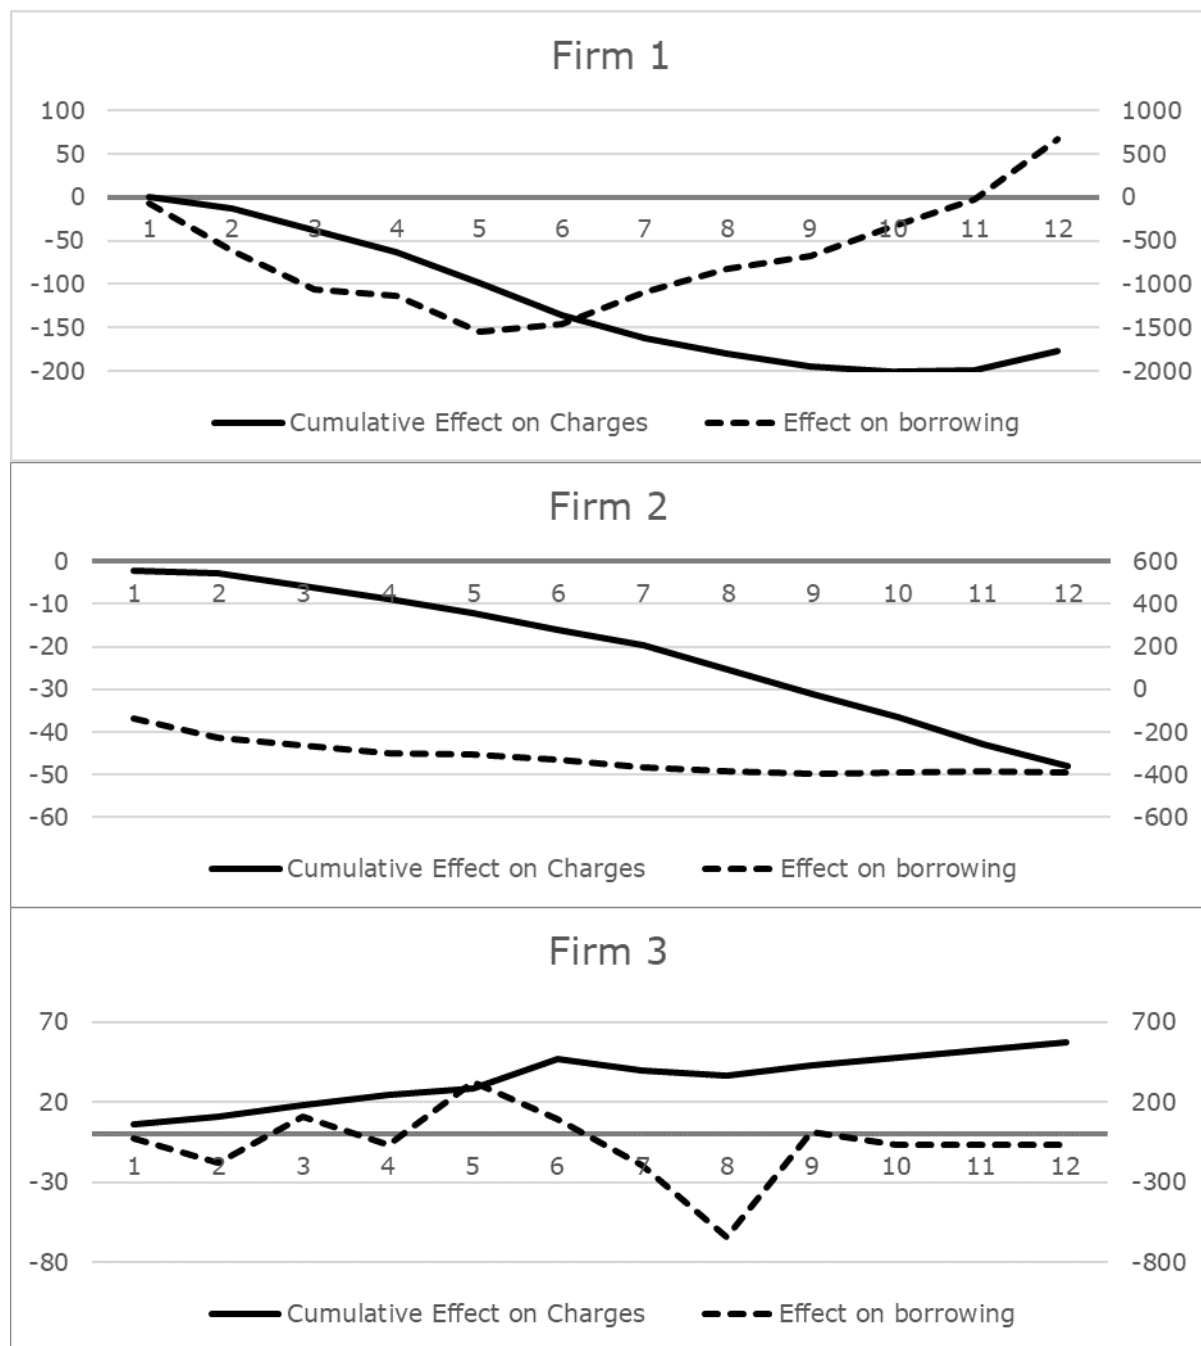 Firm 1
100 1000
50 500
0 0
1 2 3 4 5 6 7 8 9 10 11 12
-50 -500
-100 -1000
-150 -1500
-200 -2000
Cumulative Effect on Charges Effect on borrowing
Firm 2
0 600
1 2 3 4 5 6 7 8 9 10 11 12
-10 400
-20 200
-30 0
-40 -200
-50 -400
-60 -600
Cumulative Effect on Charges Effect on borrowing
Firm 3
70 700
20 200
1 2 3 4 5 6 7 8 9 10 11 12
-30 -300
-80 -800
Cumulative Effect on Charges Effect on borrowing